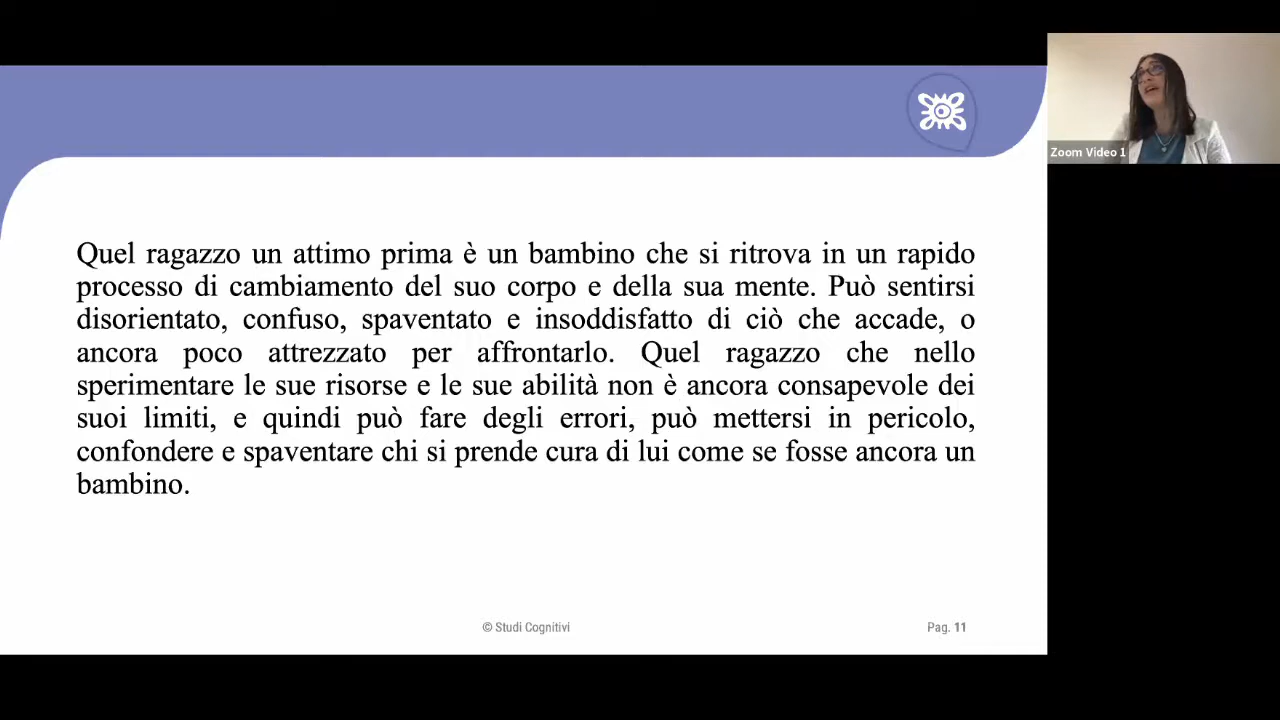 Zoom Video 1
Quel ragazzo un attimo prima è un bambino che si ritrova in un rapido
processo di cambiamento del suo corpo e della sua mente. Può sentirsi
disorientato, confuso, spaventato e insoddisfatto di ciò che accade, o
ancora poco attrezzato per affrontarlo. Quel ragazzo che nello
sperimentare le sue risorse e le sue abilità non è ancora consapevole dei
suoi limiti, e quindi può fare degli errori, può mettersi in pericolo,
confondere e spaventare chi si prende cura di lui come se fosse ancora un
bambino.
© Studi Cognitivi
Pag. 11